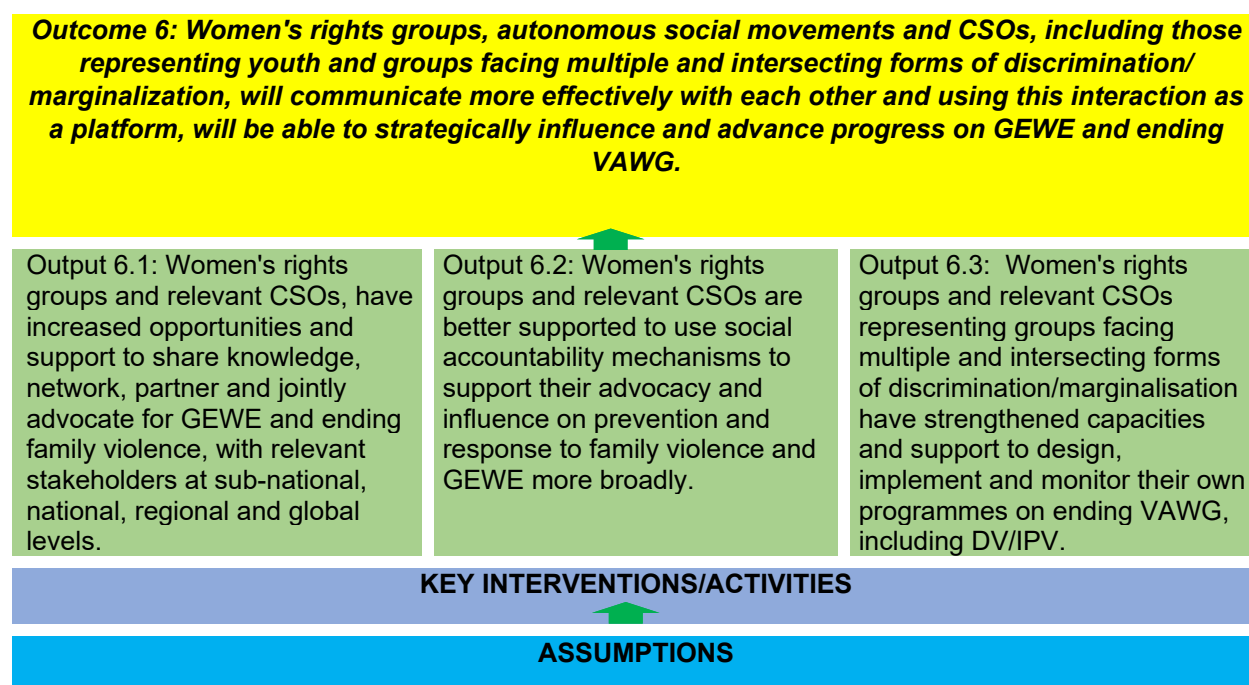 Outcome 6: Women's rights groups, autonomous social movements and CSOs, including those
representing youth and groups facing multiple and intersecting forms of discrimination/
marginalization, will communicate more effectively with each other and using this interaction as
a platform, will be able to strategically influence and advance progress on GEWE and ending
VAWG.
Output 6.1: Women's rights
groups and relevant CSOs, have
increased opportunities and
support to share knowledge,
network, partner and jointly
advocate for GEWE and ending
family violence, with relevant
stakeholders at sub-national,
national, regional and global
levels.
Output 6.2: Women's rights
groups and relevant CSOs are
better supported to use social
accountability mechanisms to
support their advocacy and
influence on prevention and
response to family violence and
GEWE more broadly.
Output 6.3: Women's rights
groups and relevant CSOs
representing groups facing
multiple and intersecting forms
of discrimination/marginalisation
have strengthened capacities
and support to design,
implement and monitor their own
programmes on ending VAWG,
including DV/IPV.
KEY INTERVENTIONS/ACTIVITIES
ASSUMPTIONS